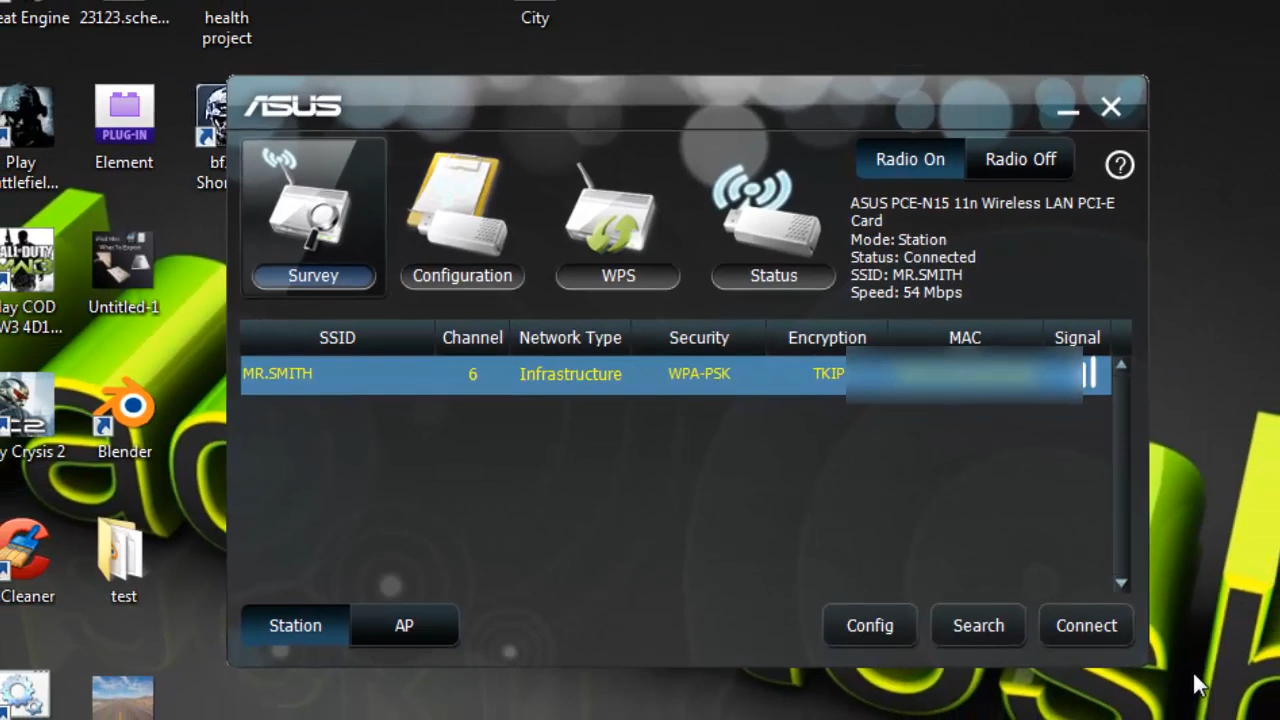 eat Engine
23123.sche...
health
project
City
Play
attlefiel...
PLUG-IN
Element
bf
Shor
ay COD
W3 4D1...
Untitled-1
y Crysis 2
Blender
Cleaner
test
ASUS
Radio On
Radio Off
?
Survey
Configuration
WPS
Status
ASUS PCE-N15 11n Wireless LAN PCI-E
Card
Mode: Station
Status: Connected
SSID: MR.SMITH
Speed: 54 Mbps
SSID Channel Network Type Security Encryption MAC Signal
MR.SMITH 6 Infrastructure WPA-PSK TKIP
Station
AP
Config
Search
Connect